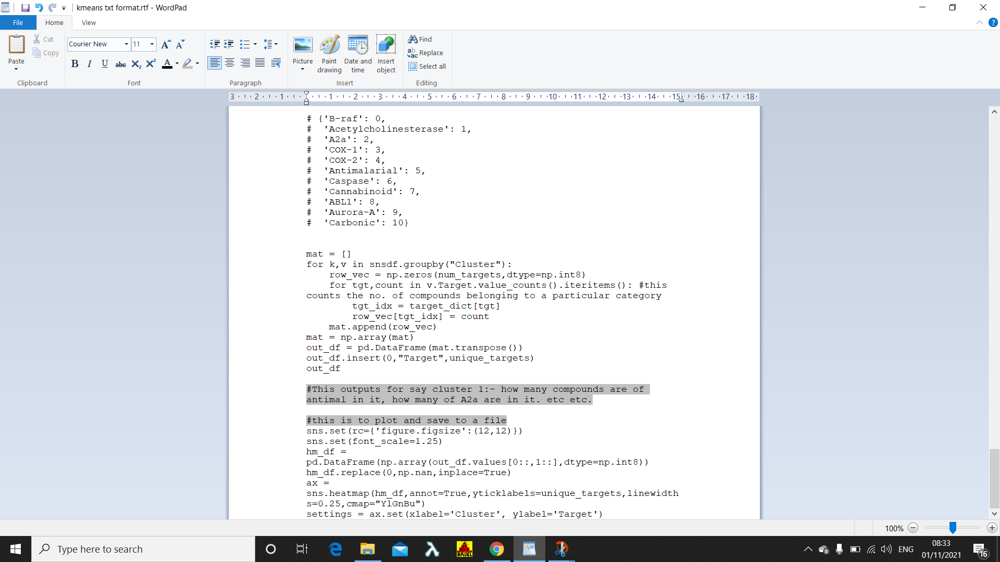 kmeans txt format.rtf - WordPad
File Home View
Paste
Cut
Copy
Clipboard
Courier New 11
B I U abc X₂ X² A
Font
Paragraph
Picture
Paint drawing
Date and time
Insert object
Insert
Find
Replace
Select all
Editing
3 2 1 1 2 3 4 5 6 7 8 9 10 11 12 13 14 15 16 17 18
# {'B-raf': 0,
#  'Acetylcholinesterase': 1,
#  'A2a': 2,
#  'COX-1': 3,
#  'COX-2': 4,
#  'Antimalarial': 5,
#  'Caspase': 6,
#  'Cannabinoid': 7,
#  'ABL1': 8,
#  'Aurora-A': 9,
#  'Carbonic': 10}
mat = []
for k,v in snsdf.groupby("Cluster"):
    row_vec = np.zeros(num_targets,dtype=np.int8)
    for tgt,count in v.Target.value_counts().iteritems(): #this
counts the no. of compounds belonging to a particular category
        tgt_idx = target_dict[tgt]
        row_vec[tgt_idx] = count
    mat.append(row_vec)
mat = np.array(mat)
out_df = pd.DataFrame(mat.transpose())
out_df.insert(0,"Target",unique_targets)
out_df
#This outputs for say cluster 1:- how many compounds are of
antimal in it, how many of A2a are in it. etc etc.
#this is to plot and save to a file
sns.set(rc={'figure.figsize':(12,12)})
sns.set(font_scale=1.25)
hm_df =
pd.DataFrame(np.array(out_df.values[0::,1::],dtype=np.int8))
hm_df.replace(0,np.nan,inplace=True)
ax =
sns.heatmap(hm_df,annot=True,yticklabels=unique_targets,linewidth
s=0.25,cmap="YlGnBu")
settings = ax.set(xlabel='Cluster', ylabel='Target')
100%
Type here to search
BABEL
ENG
08:33
01/11/2021
16